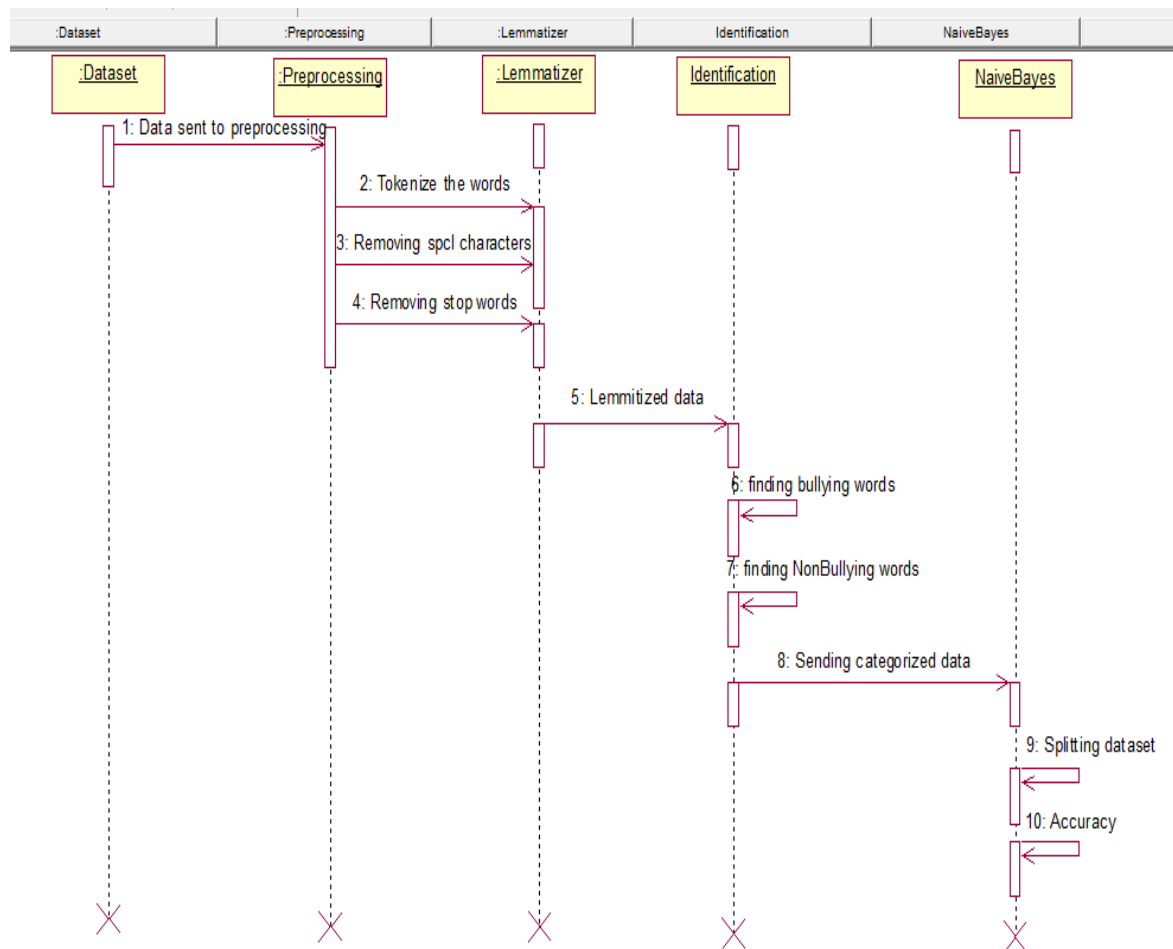 :Dataset
:Preprocessing
:Lemmatizer
Identification
NaiveBayes
:Dataset
:Preprocessing
:Lemmatizer
Identification
NaiveBayes
1: Data sent to preprocessing
2: Tokenize the words
3: Removing spcl characters
4: Removing stop words
5: Lemmitized data
6: finding bullying words
7: finding NonBullying words
8: Sending categorized data
9: Splitting dataset
10: Accuracy